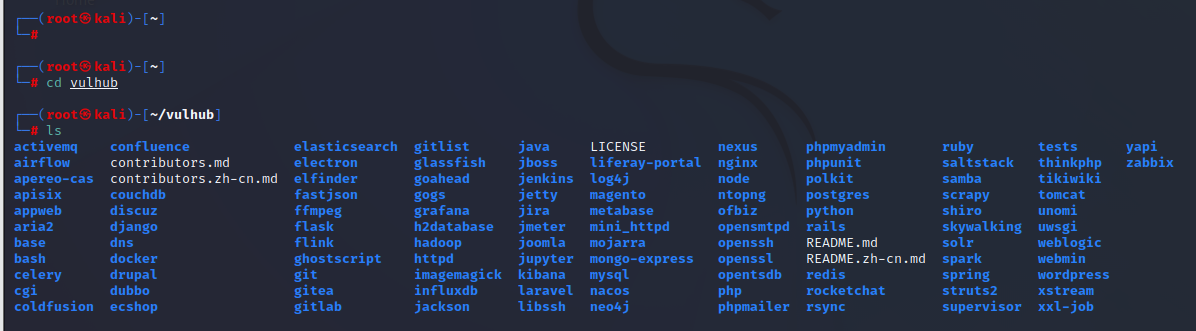 ┌──(root㉿kali)-[~]
└─#
┌──(root㉿kali)-[~]
└─# cd vulhub
┌──(root㉿kali)-[~/vulhub]
└─# ls
activemq confluence elasticsearch gitlist java LICENSE nexus phpmyadmin ruby tests yapi
airflow contributors.md electron glassfish jboss liferay-portal nginx phpunit saltstack thinkphp zabbix
apereo-cas contributors.zh-cn.md elfinder goahead jenkins log4j node polkit samba tikiwiki
apisix couchdb fastjson gogs jetty magento ntopng postgres scrapy tomcat
appweb discuz ffmpeg grafana jira metabase ofbiz python shiro unomi
aria2 django flask h2database jmeter mini_httpd opensmtpd rails skywalking uwsgi
base dns flink hadoop joomla mojarra openssh README.md solr weblogic
bash docker ghostscript httpd jupyter mongo-express openssl README.zh-cn.md spark webmin
celery drupal git imagemagick kibana mysql opentsdb redis spring wordpress
cgi dubbo gitea influxdb laravel nacos php rocketchat struts2 xstream
coldfusion ecshop gitlab jackson libssh neo4j phpmailer rsync supervisor xxl-job